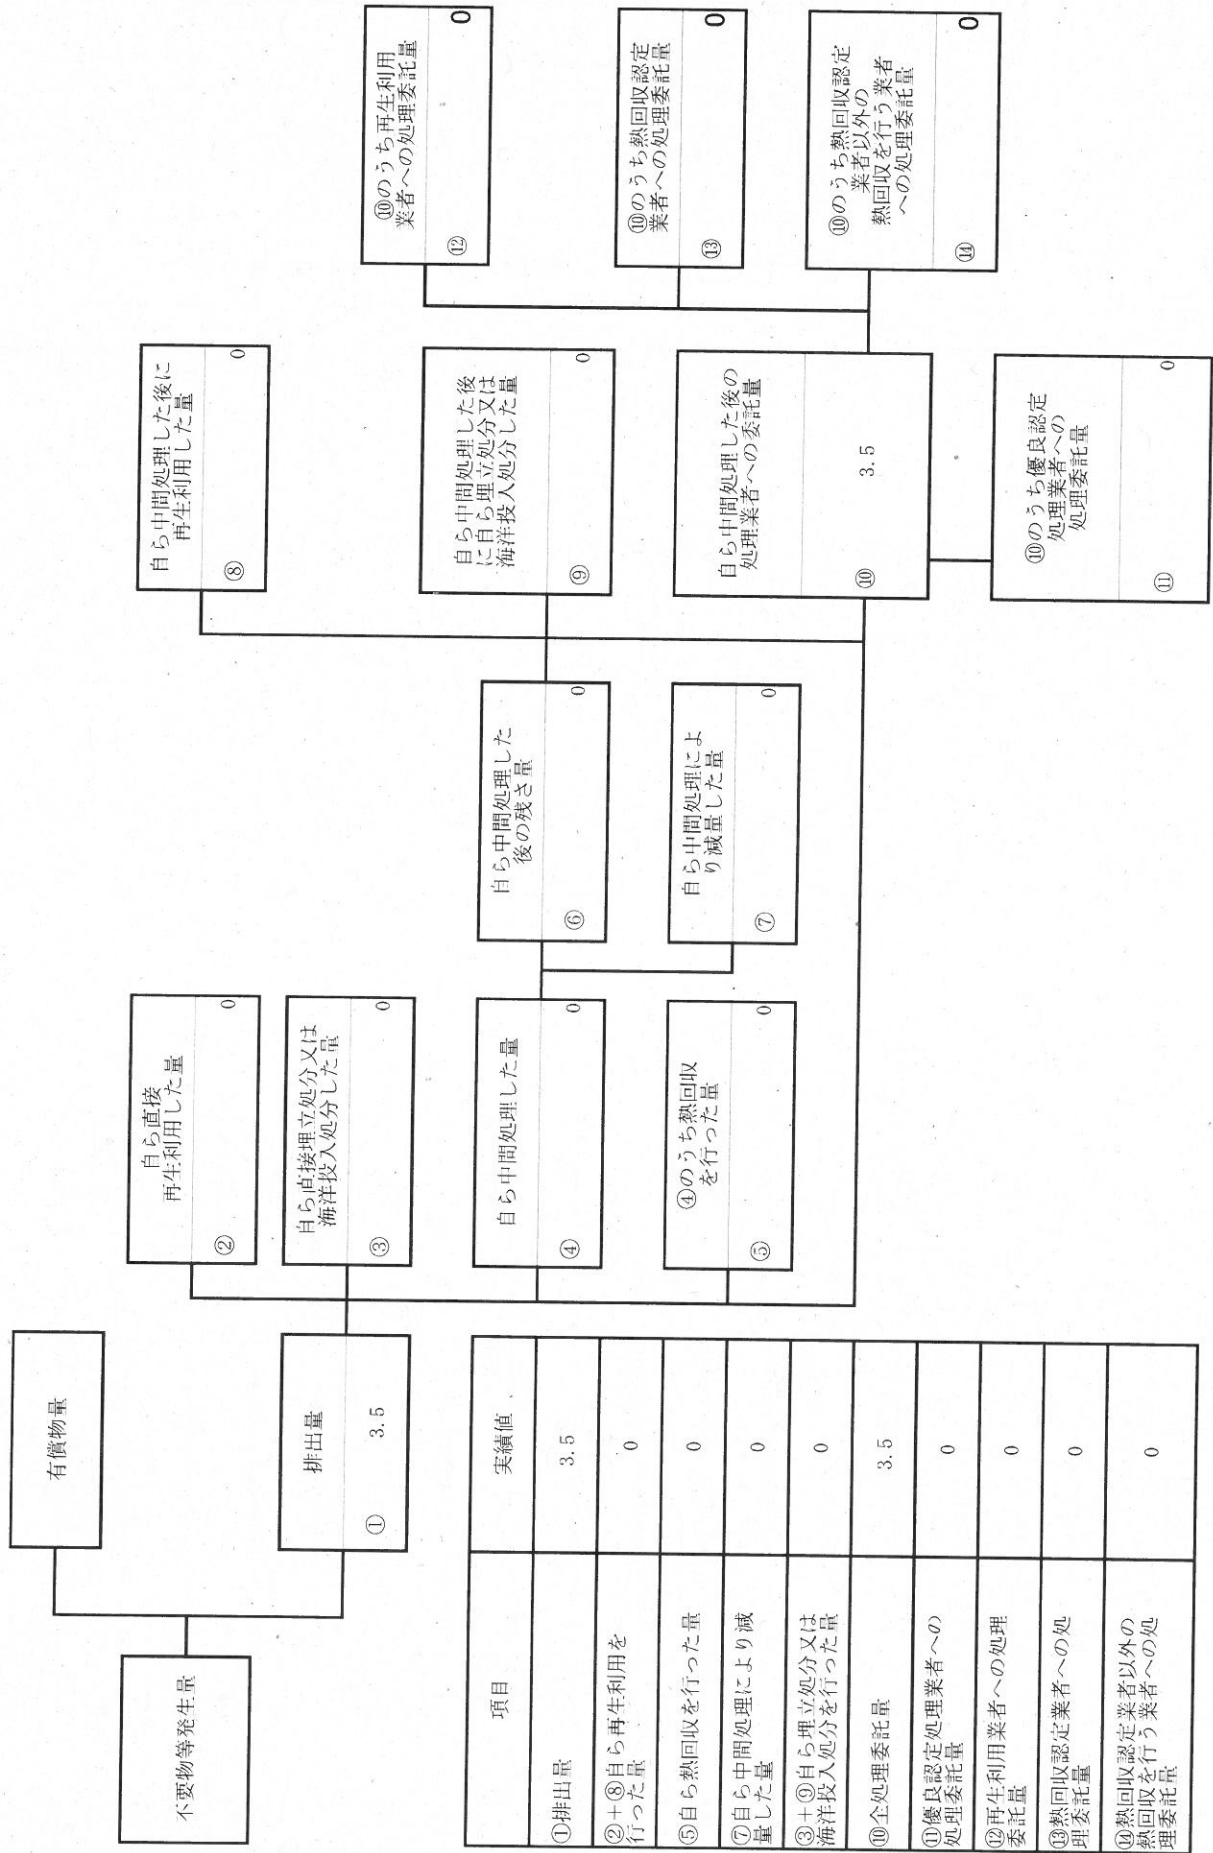 不要物等発生量
有償物量
排出量
①
3.5
自ら直接
再生利用した量
②
0
自ら直接埋立処分又は
海洋投入処分した量
③
0
自ら中間処理した量
④
0
④のうち熱回収
を行った量
⑤
0
自ら中間処理した
後の残さ量
⑥
0
自ら中間処理によ
り減量した量
⑦
0
自ら中間処理した後に
再生利用した量
⑧
0
自ら中間処理した後
に自ら埋立処分又は
海洋投入処分した量
⑨
0
自ら中間処理した後の
処理業者への委託量
⑩
3.5
⑩のうち優良認定
処理業者への
処理委託量
⑪
0
⑩のうち再生利用
業者への処理委託量
⑫
0
⑩のうち熱回収認定
業者への処理委託量
⑬
0
⑩のうち熱回収認定
業者以外の
熱回収を行う業者
への処理委託量
⑭
0
項目
実績値
①排出量
3.5
②+⑧自ら再生利用を
行った量
0
⑤自ら熱回収を行った量
0
⑦自ら中間処理により減
量した量
0
③+⑨自ら埋立処分又は
海洋投入処分を行った量
0
⑩全処理委託量
3.5
⑪優良認定処理業者への
処理委託量
0
⑫再生利用業者への処理
委託量
0
⑬熱回収認定業者への処
理委託量
0
⑭熱回収認定業者以外の
熱回収を行う業者への処
理委託量
0